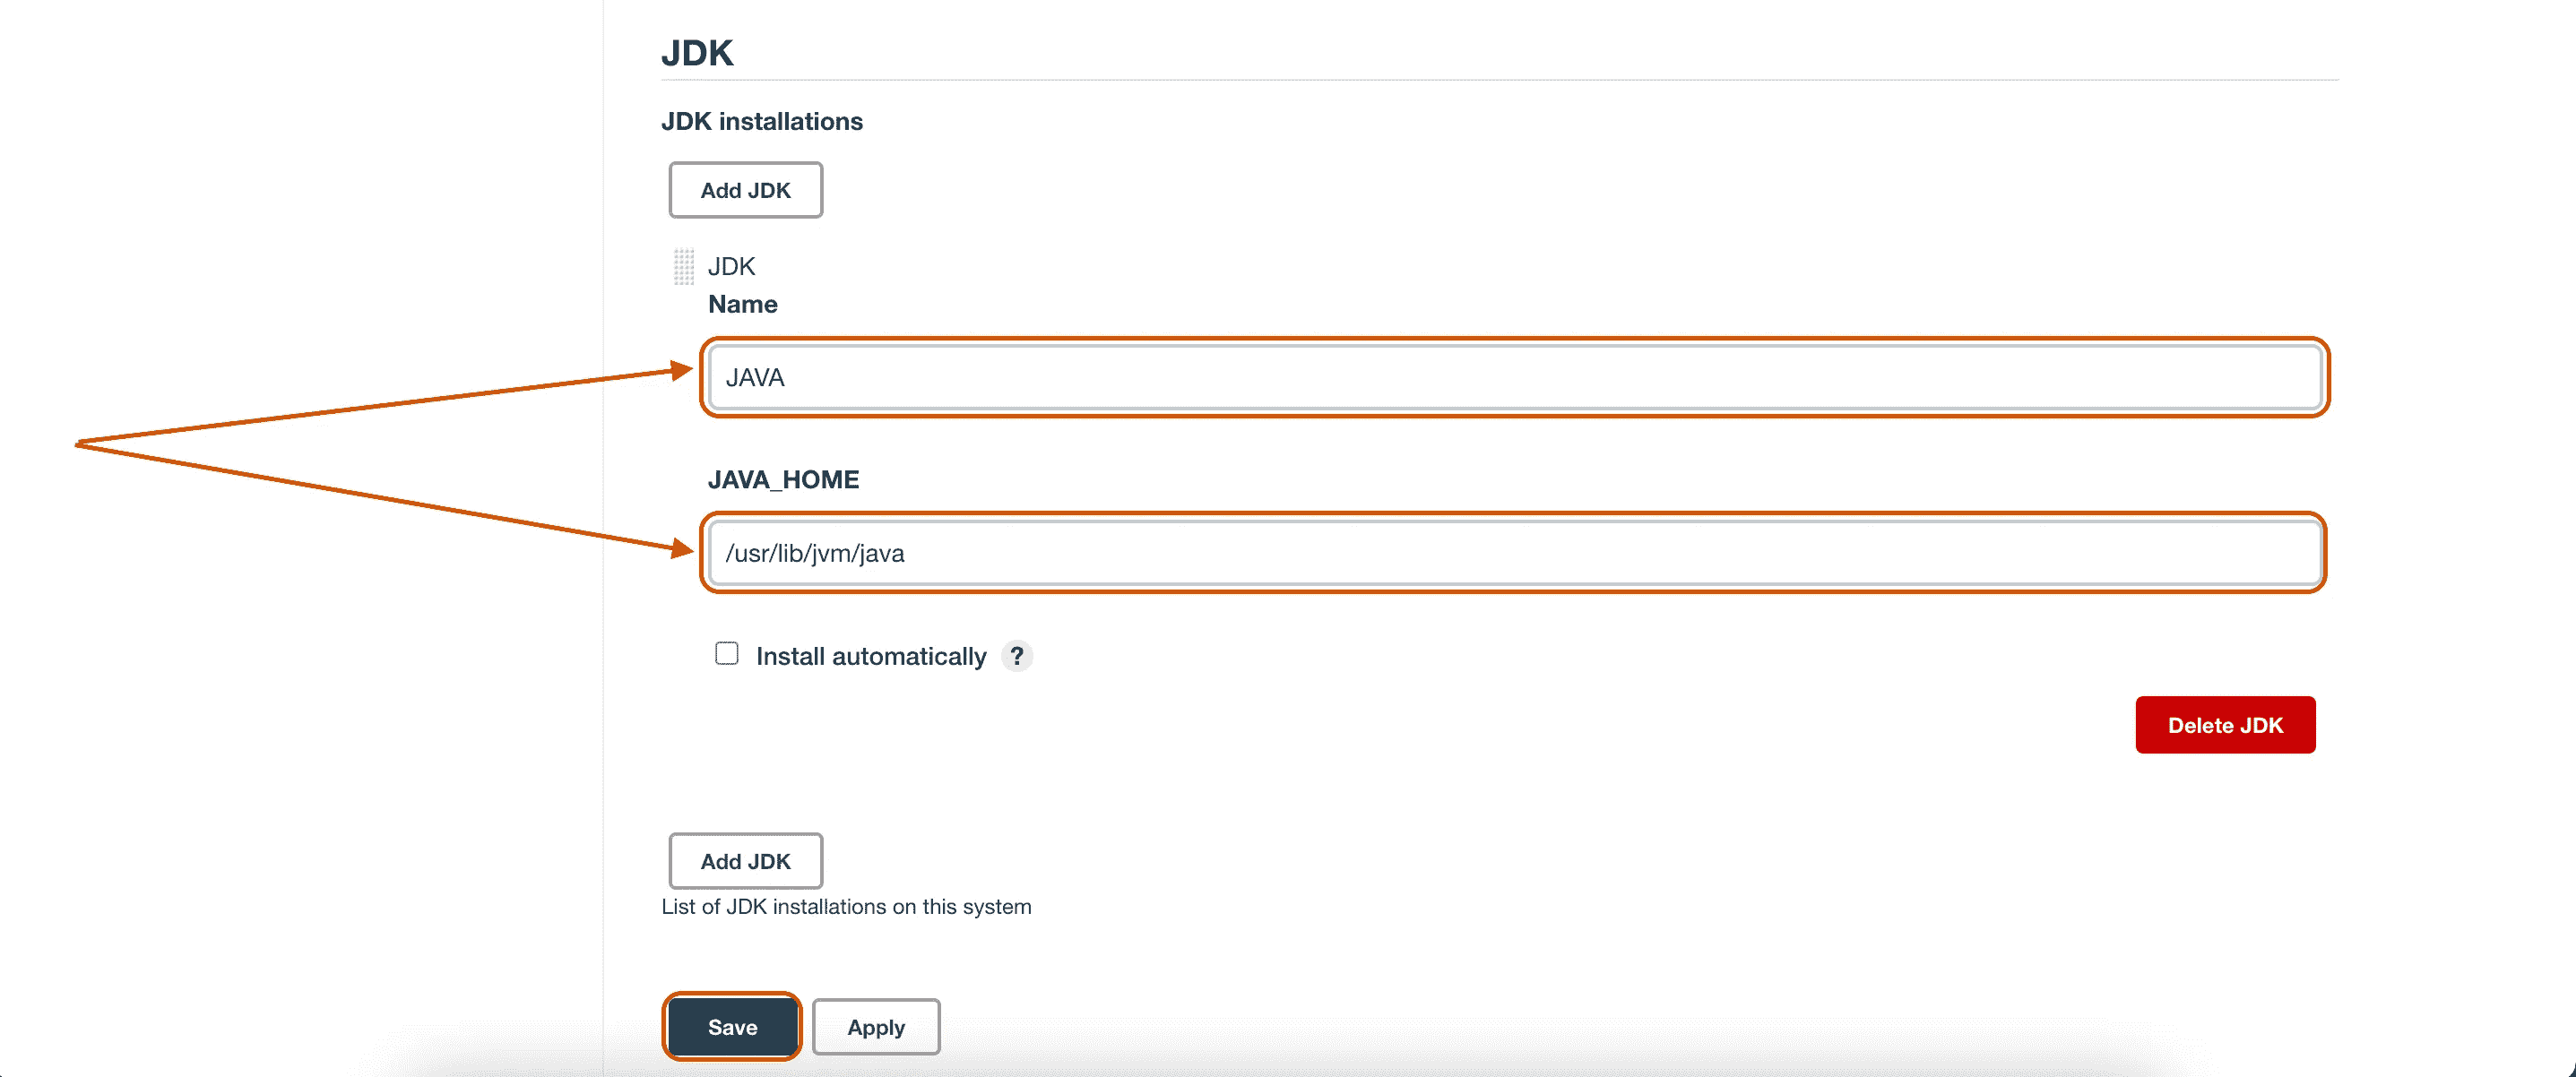 JDK
JDK installations
Add JDK
JDK
Name
JAVA
JAVA_HOME
/usr/lib/jvm/java
Install automatically ?
Delete JDK
Add JDK
List of JDK installations on this system
Save Apply